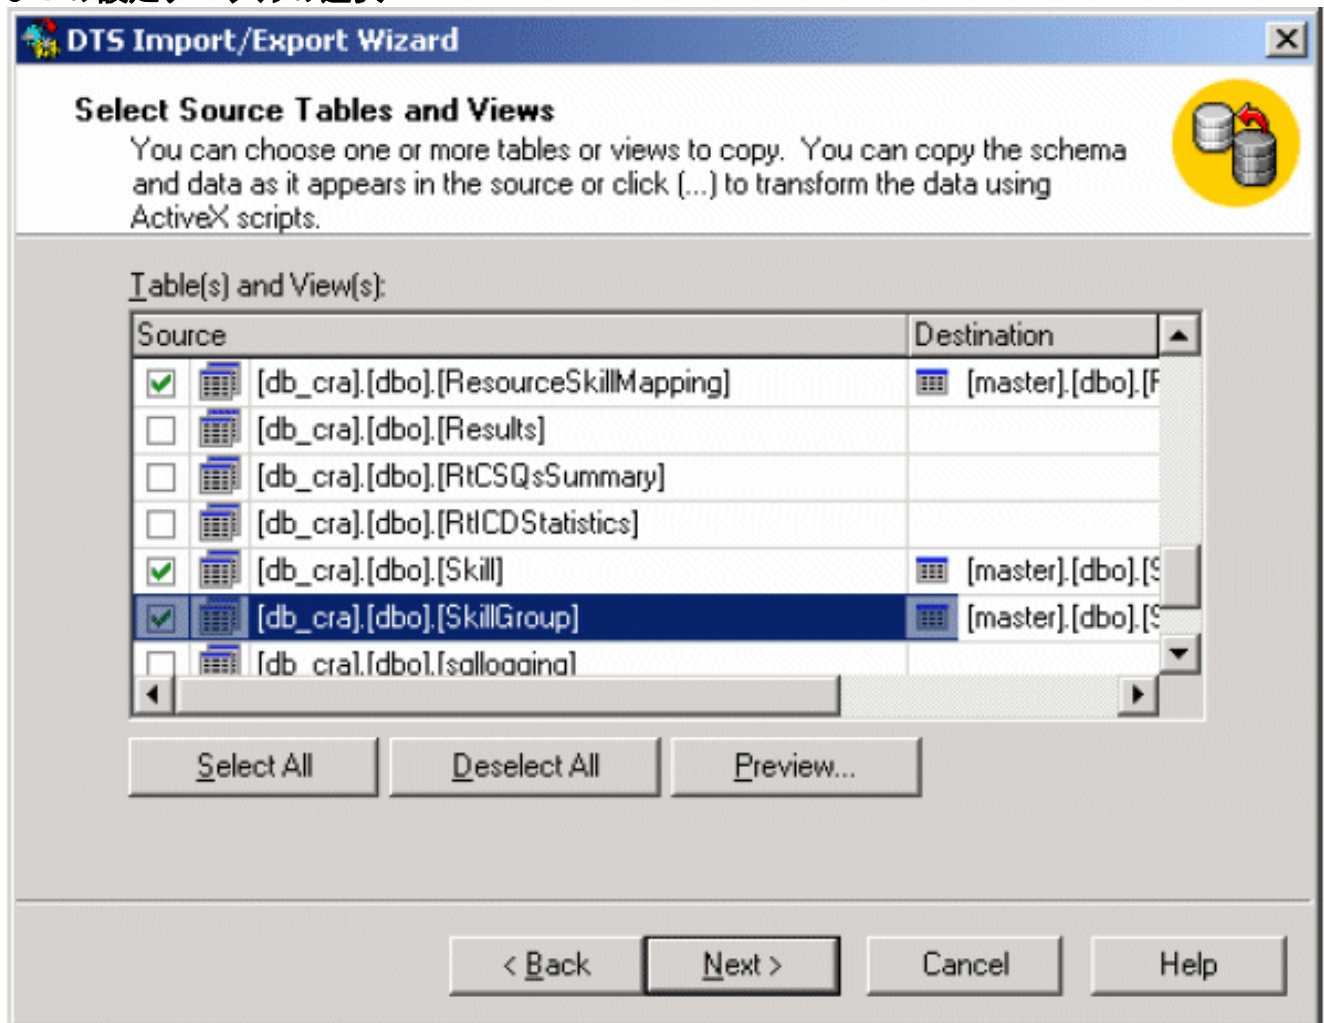 DTS Import/Export Wizard
Select Source Tables and Views
You can choose one or more tables or views to copy. You can copy the schema
and data as it appears in the source or click (...) to transform the data using
ActiveX scripts.
Table(s) and View(s):
Source Destination
[db_cra].[dbo].[ResourceSkillMapping] [master].[dbo].[R
[db_cra].[dbo].[Results]
[db_cra].[dbo].[RtCSQsSummary]
[db_cra].[dbo].[RtICDStatistics]
[db_cra].[dbo].[Skill] [master].[dbo].[S
[db_cra].[dbo].[SkillGroup] [master].[dbo].[S
[db_cra].[dbo].[sqllogging]
Select All Deselect All Preview...
< Back Next > Cancel Help